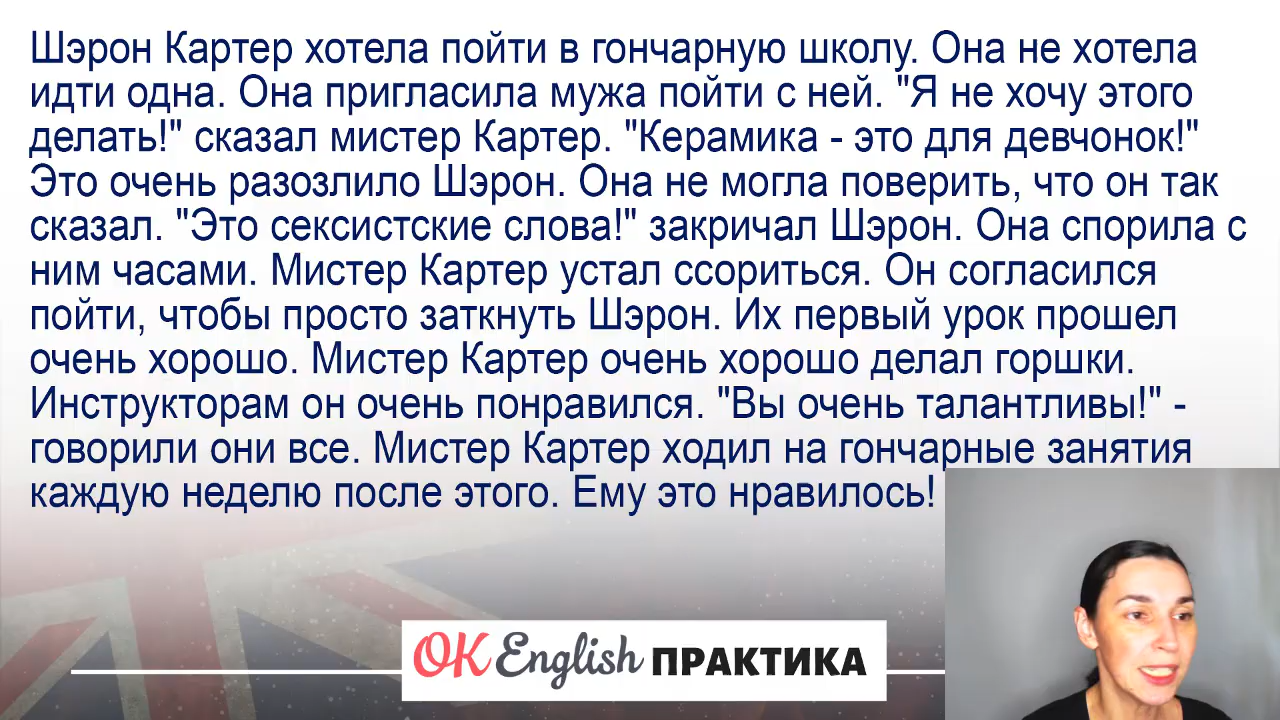 Шэрон Картер хотела пойти в гончарную школу. Она не хотела
идти одна. Она пригласила мужа пойти с ней. "Я не хочу этого
делать!" сказал мистер Картер. "Керамика - это для девчонок!"
Это очень разозлило Шэрон. Она не могла поверить, что он так
сказал. "Это сексистские слова!" закричал Шэрон. Она спорила с
ним часами. Мистер Картер устал ссориться. Он согласился
пойти, чтобы просто заткнуть Шэрон. Их первый урок прошел
очень хорошо. Мистер Картер очень хорошо делал горшки.
Инструкторам он очень понравился. "Вы очень талантливы!" -
говорили они все. Мистер Картер ходил на гончарные занятия
каждую неделю после этого. Ему это нравилось!
OK English ПРАКТИКА